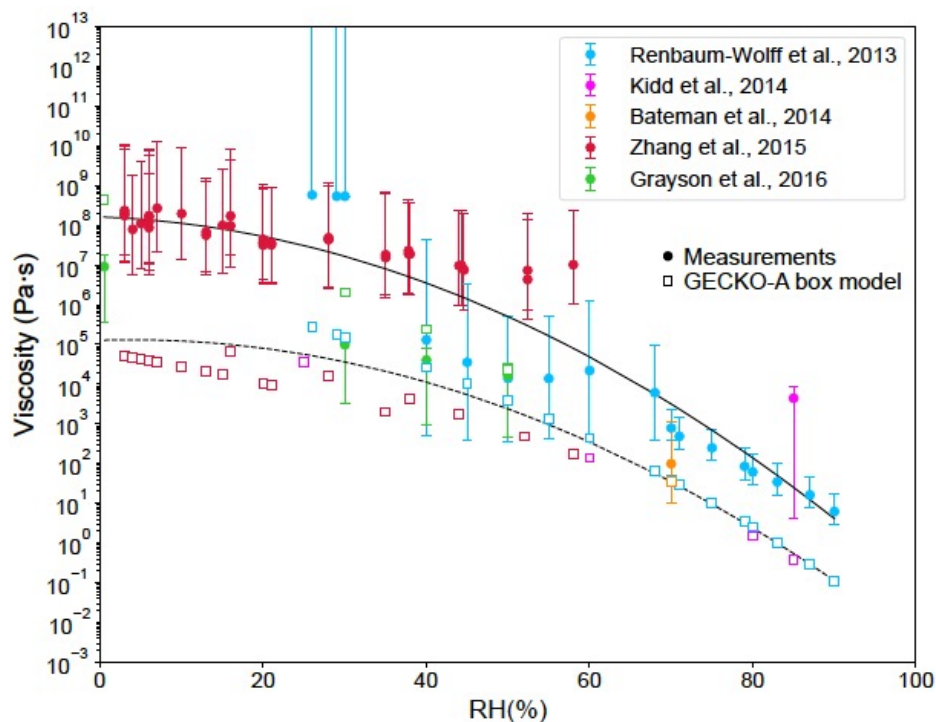 10^13
10^12
10^11
10^10
10^9
10^8
10^7
10^6
10^5
10^4
10^3
10^2
10^1
10^0
10^−1
10^−2
10^−3
Viscosity (Pa·s)
Renbaum-Wolff et al., 2013
Kidd et al., 2014
Bateman et al., 2014
Zhang et al., 2015
Grayson et al., 2016
Measurements
GECKO-A box model
0 20 40 60 80 100
RH(%)